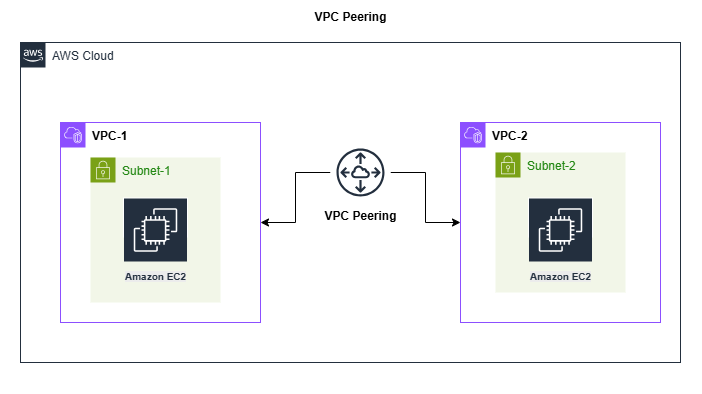 VPC Peering
aws
AWS Cloud
VPC-1
VPC-2
Subnet-1
Subnet-2
VPC Peering
Amazon EC2
Amazon EC2